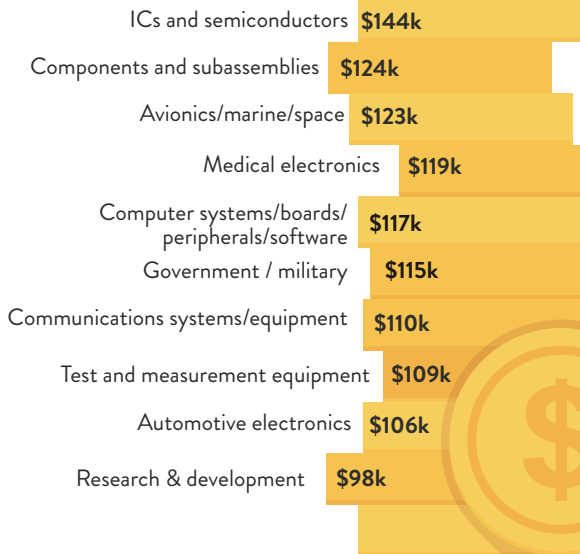 ICs and semiconductors $144k
Components and subassemblies $124k
Avionics/marine/space $123k
Medical electronics $119k
Computer systems/boards/
peripherals/software $117k
Government / military $115k
Communications systems/equipment $110k
Test and measurement equipment $109k
Automotive electronics $106k
Research & development $98k
$